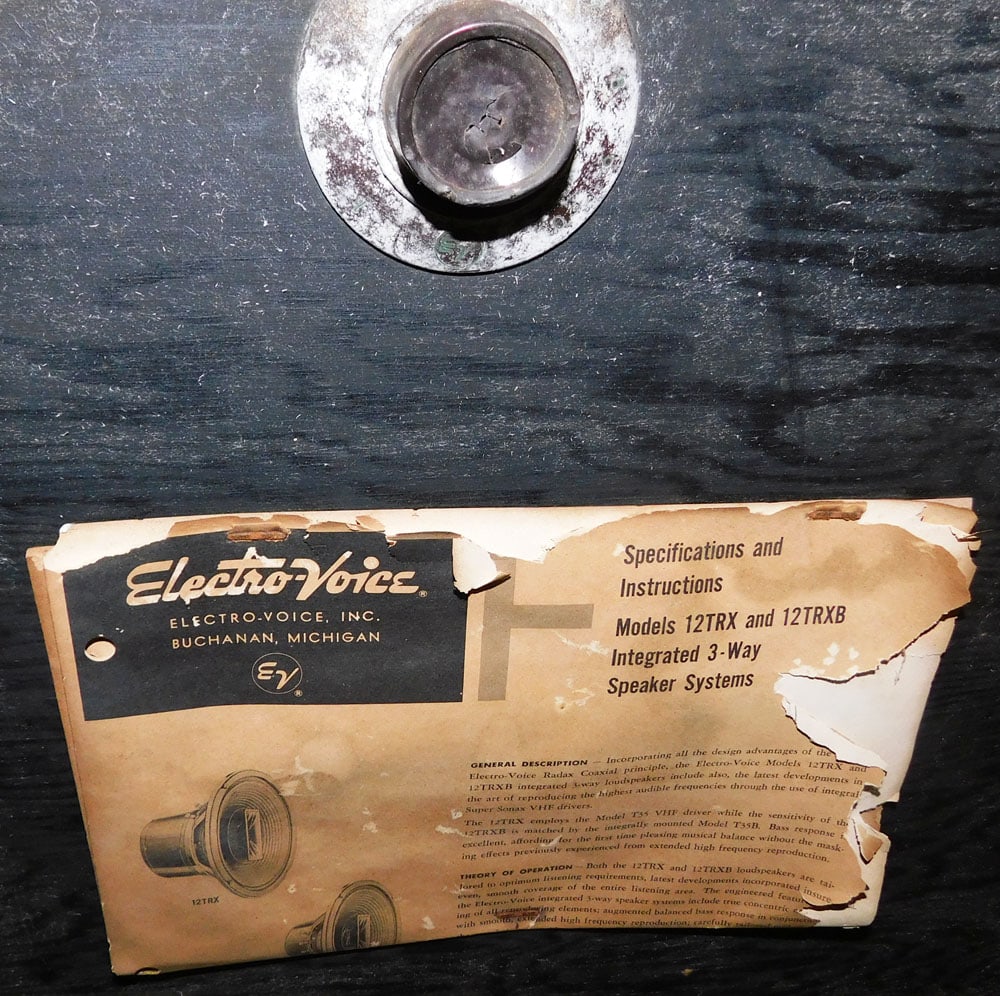 Electro-Voice®
ELECTRO-VOICE, INC.
BUCHANAN, MICHIGAN
EV®
Specifications and
Instructions
Models 12TRX and 12TRXB
Integrated 3-Way
Speaker Systems
GENERAL DESCRIPTION — Incorporating all the design advantages of the
Electro-Voice Radax Coaxial principle, the Electro-Voice Models 12TRX and
12TRXB integrated 3-way loudspeakers include also, the latest developments in
the art of reproducing the highest audible frequencies through the use of integral
Super Sonax VHF drivers.
The 12TRX employs the Model T35 VHF driver while the sensitivity of the
12TRXB is matched by the integrally mounted Model T35B. Bass response is
excellent, affording for the first time pleasing musical balance without the mask-
ing effects previously experienced from extended high frequency reproduction.
THEORY OF OPERATION — Both the 12TRX and 12TRXB loudspeakers are tai-
lored to optimum listening requirements, latest developments incorporated insure
even, smooth coverage of the entire listening area. The engineered
the Electro-Voice integrated 3-way speaker systems include true concentric
ing of all reproducing elements; augmented balanced bass response in
with smooth, extended high frequency reproduction; carefully tailored
12TRX